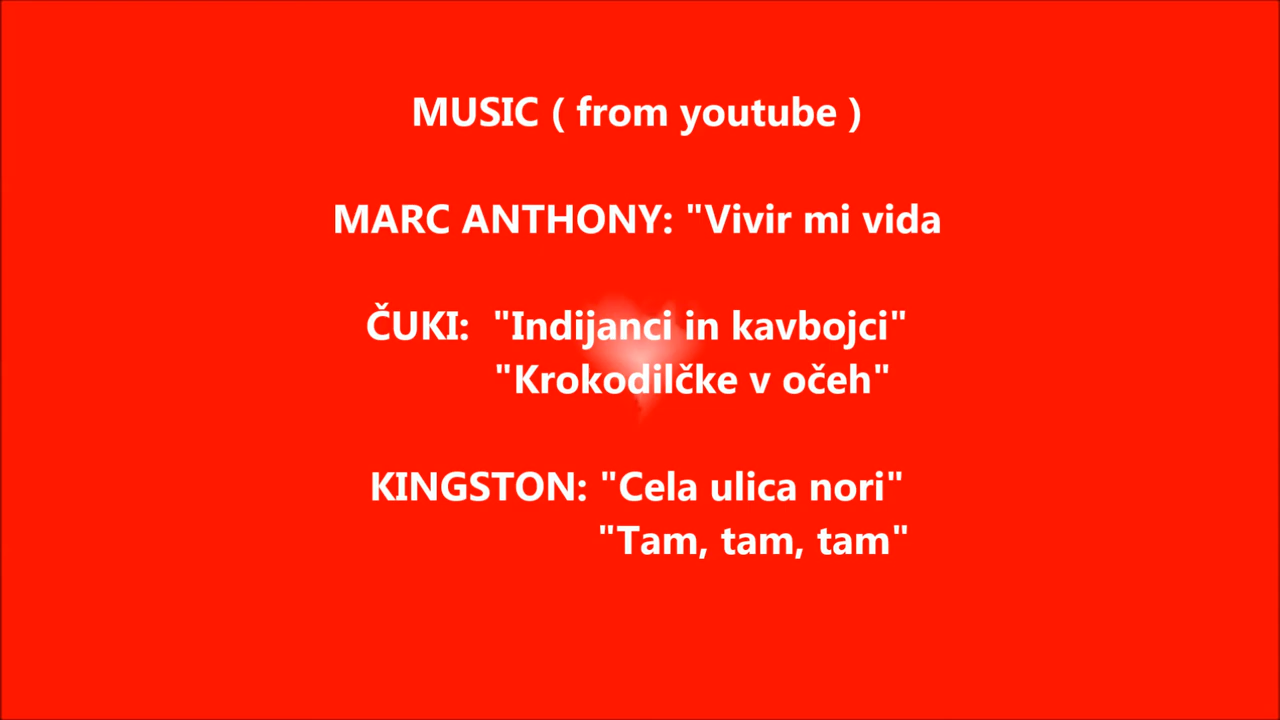 MUSIC ( from youtube )
MARC ANTHONY: "Vivir mi vida
ČUKI:  "Indijanci in kavbojci"
"Krokodilčke v očeh"
KINGSTON: "Cela ulica nori"
"Tam, tam, tam"